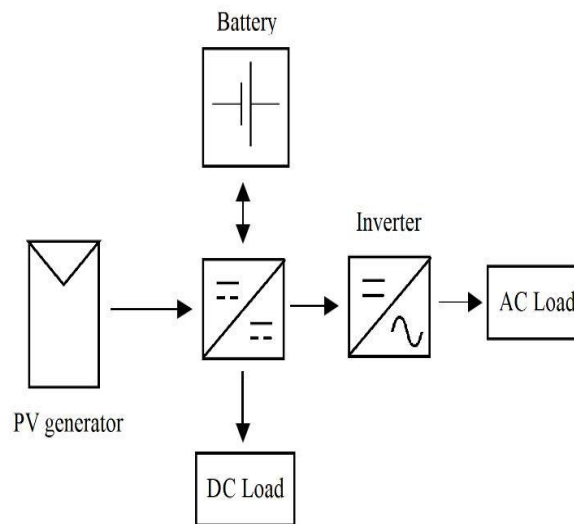 Battery
Inverter
AC Load
PV generator
DC Load